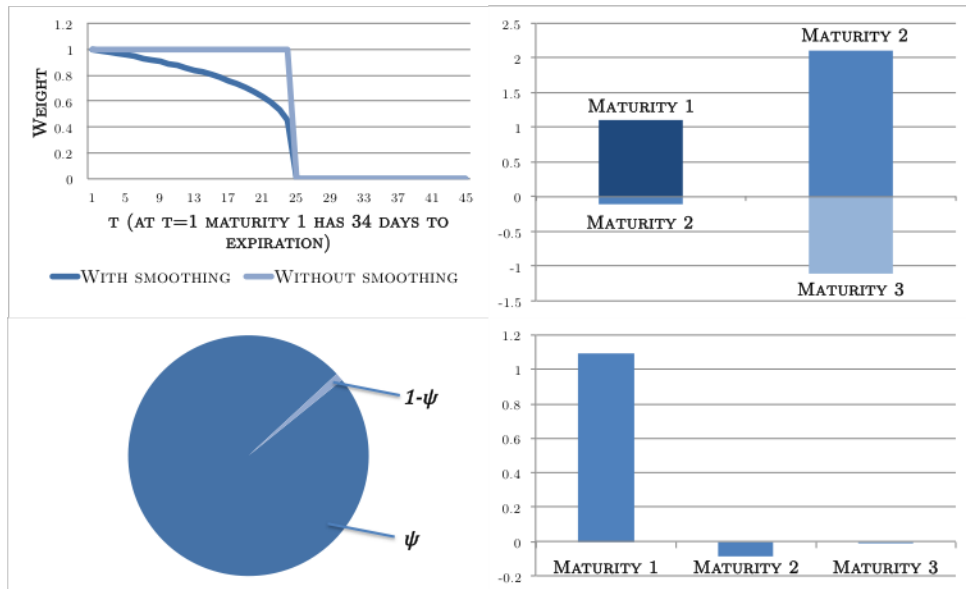 1.2
1
0.8
0.6
0.4
0.2
0
WEIGHT
1 5 9 13 17 21 25 29 33 37 41 45
T (AT T=1 MATURITY 1 HAS 34 DAYS TO
EXPIRATION)
WITH SMOOTHING WITHOUT SMOOTHING
2.5
2
1.5
1
0.5
0
-0.5
-1
-1.5
MATURITY 1
MATURITY 2
MATURITY 2
MATURITY 3
1-ψ
ψ
1.2
1
0.8
0.6
0.4
0.2
0
-0.2
MATURITY 1 MATURITY 2 MATURITY 3